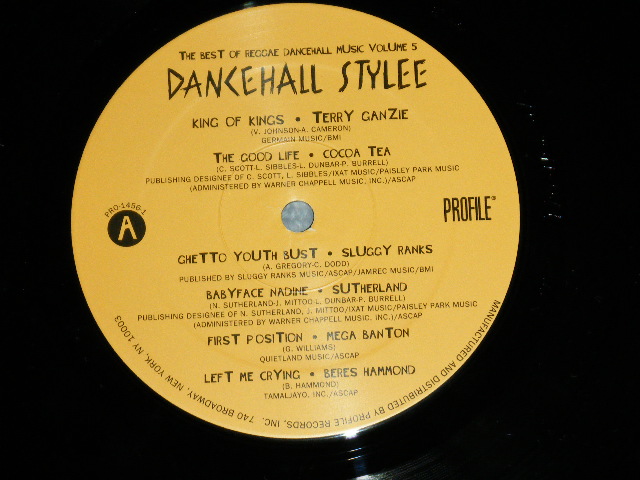 THE BEST OF REGGAE DANCEHALL MUSIC VOLUME 5
DANCEHALL STYLEE
KING OF KINGS • TERRY GANZIE
(V. JOHNSON-A. CAMERON)
GERMAIN MUSIC/BMI
THE GOOD LIFE • COCOA TEA
(C. SCOTT-L. SIBBLES-L. DUNBAR-P. BURRELL)
PUBLISHING DESIGNEE OF C. SCOTT, L. SIBBLES/IXAT MUSIC/PAISLEY PARK MUSIC
(ADMINISTERED BY WARNER CHAPPELL MUSIC, INC.)/ASCAP
PRO-1456-1
A
PROFILE®
GHETTO YOUTH BUST • SLUGGY RANKS
(A. GREGORY-C. DODD)
PUBLISHED BY SLUGGY RANKS MUSIC/ASCAP/JAMREC MUSIC/BMI
BABYFACE NADINE • SUTHERLAND
(N. SUTHERLAND-J. MITTOO-L. DUNBAR-P. BURRELL)
PUBLISHING DESIGNEE OF N. SUTHERLAND, J. MITTOO/IXAT MUSIC/PAISLEY PARK MUSIC
(ADMINISTERED BY WARNER CHAPPELL MUSIC, INC.)/ASCAP
FIRST POSITION • MEGA BANTON
(G. WILLIAMS)
QUIETLAND MUSIC/ASCAP
LEFT ME CRYING • BERES HAMMOND
(B. HAMMOND)
TAMALJAYO, INC./ASCAP
MANUFACTURED AND DISTRIBUTED BY PROFILE RECORDS, INC. 740 BROADWAY, NEW YORK, NY 10003